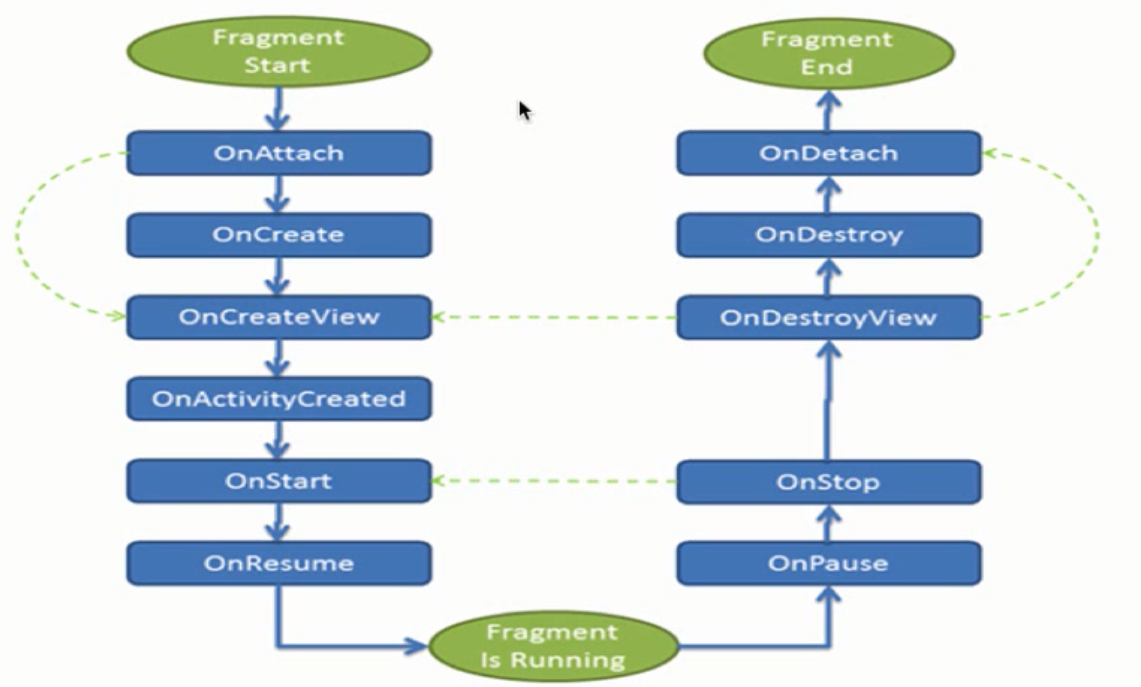 Fragment
Start
OnAttach
OnCreate
OnCreateView
OnActivityCreated
OnStart
OnResume
Fragment
Is Running
Fragment
End
OnDetach
OnDestroy
OnDestroyView
OnStop
OnPause